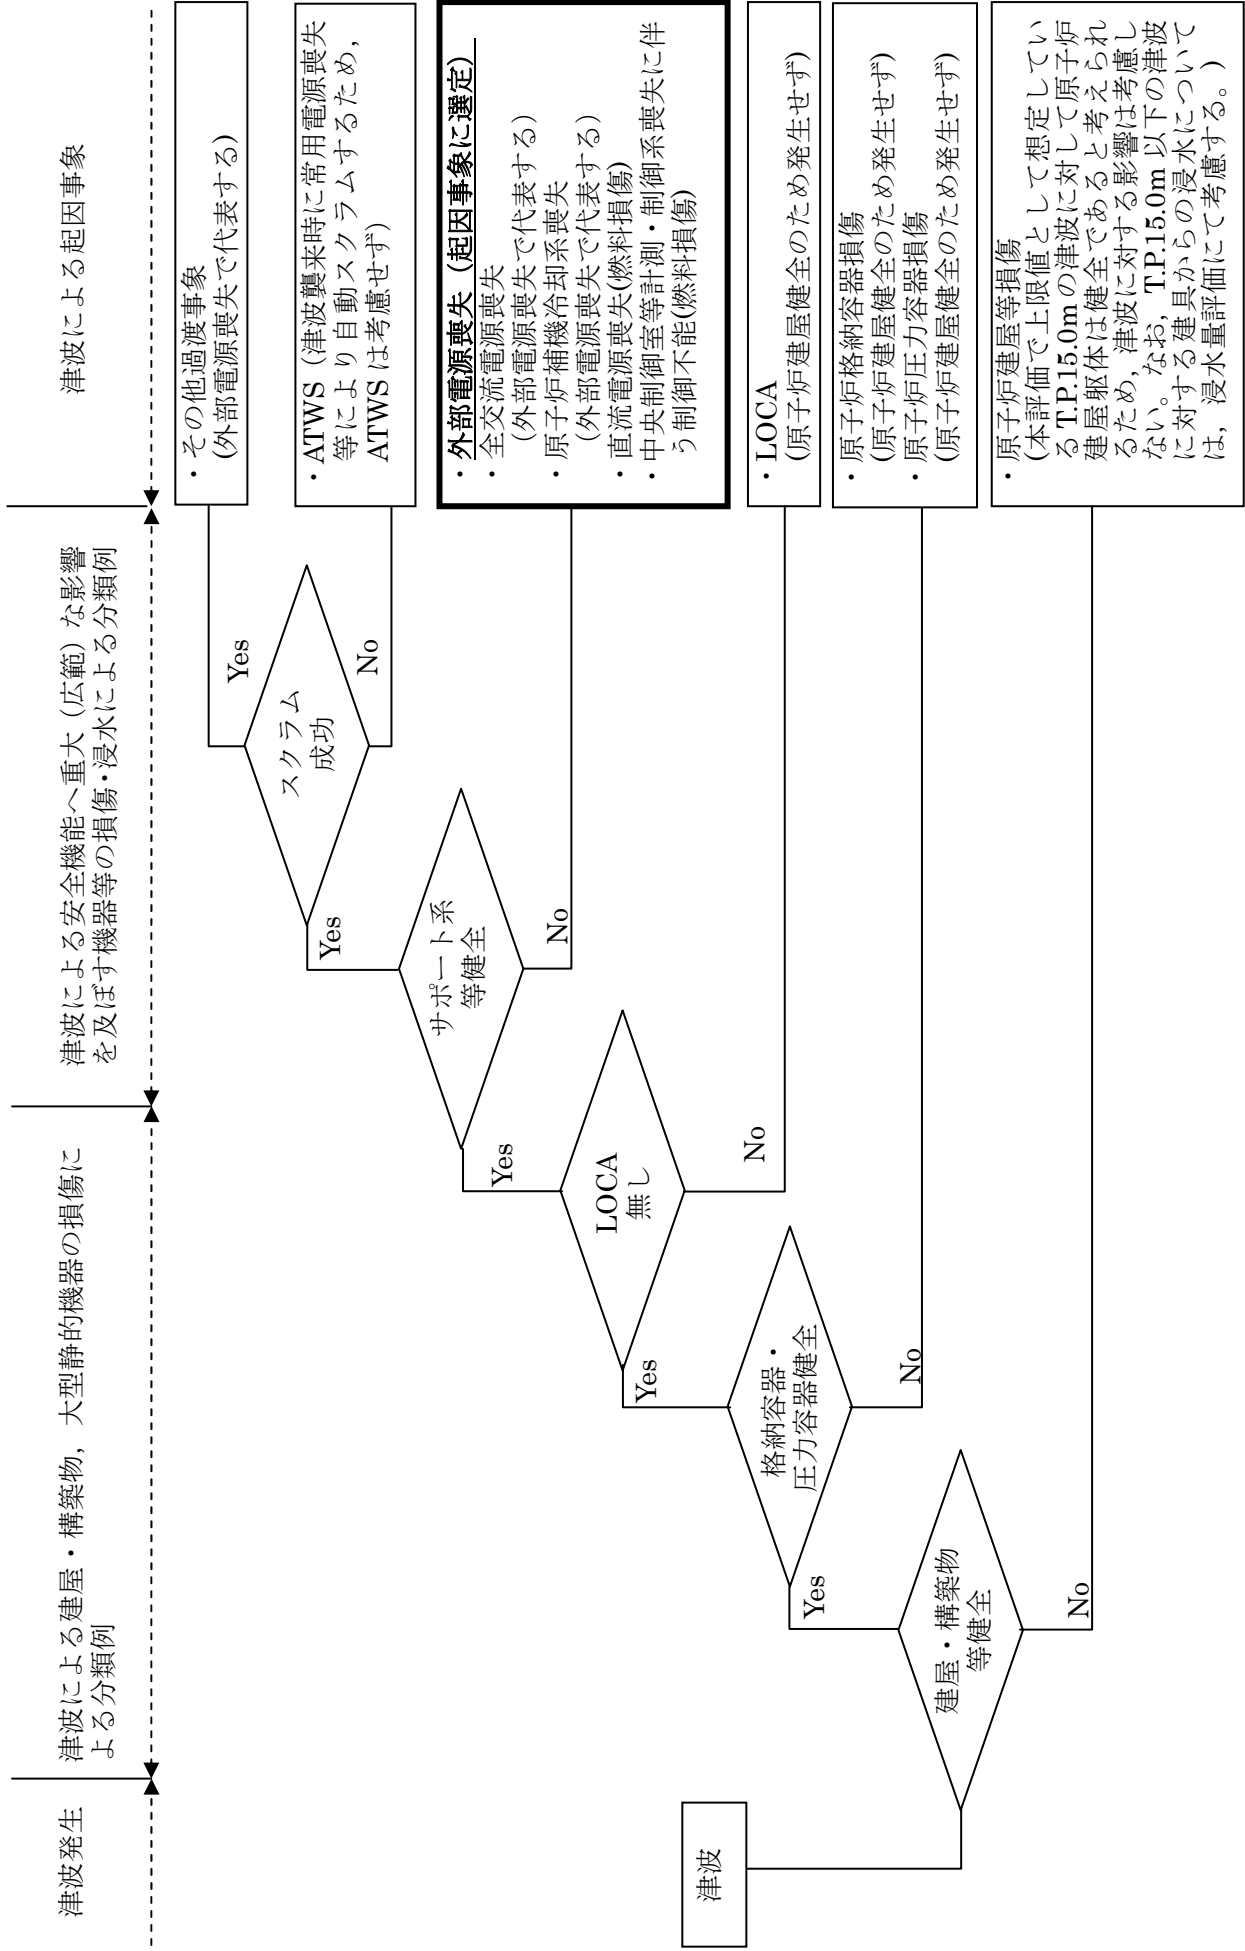 津波発生
津波による建屋・構築物，大型静的機器の損傷に
よる分類例
津波による安全機能へ重大（広範）な影響
を及ぼす機器等の損傷・浸水による分類例
津波による起因事象
津波
建屋・構築物
等健全
Yes
No
格納容器・
圧力容器健全
Yes
No
LOCA
無し
Yes
No
サポート系
等健全
Yes
No
スクラム
成功
Yes
No
・その他過渡事象
(外部電源喪失で代表する)
・ATWS（津波襲来時に常用電源喪失
等により自動スクラムするため，
ATWS は考慮せず）
・外部電源喪失（起因事象に選定）
・全交流電源喪失
（外部電源喪失で代表する）
・原子炉補機冷却系喪失
（外部電源喪失で代表する）
・直流電源喪失(燃料損傷)
・中央制御室等計測・制御系喪失に伴
う制御不能(燃料損傷)
・LOCA
(原子炉建屋健全のため発生せず)
・原子炉格納容器損傷
(原子炉建屋健全のため発生せず)
・原子炉圧力容器損傷
(原子炉建屋健全のため発生せず)
・原子炉建屋等損傷
(本評価で上限値として想定してい
る T.P.15.0m の津波に対して原子炉
建屋躯体は健全であると考えられ
るため，津波に対する影響は考慮し
ない。なお，T.P.15.0m 以下の津波
に対する建具からの浸水について
は，浸水量評価にて考慮する。)